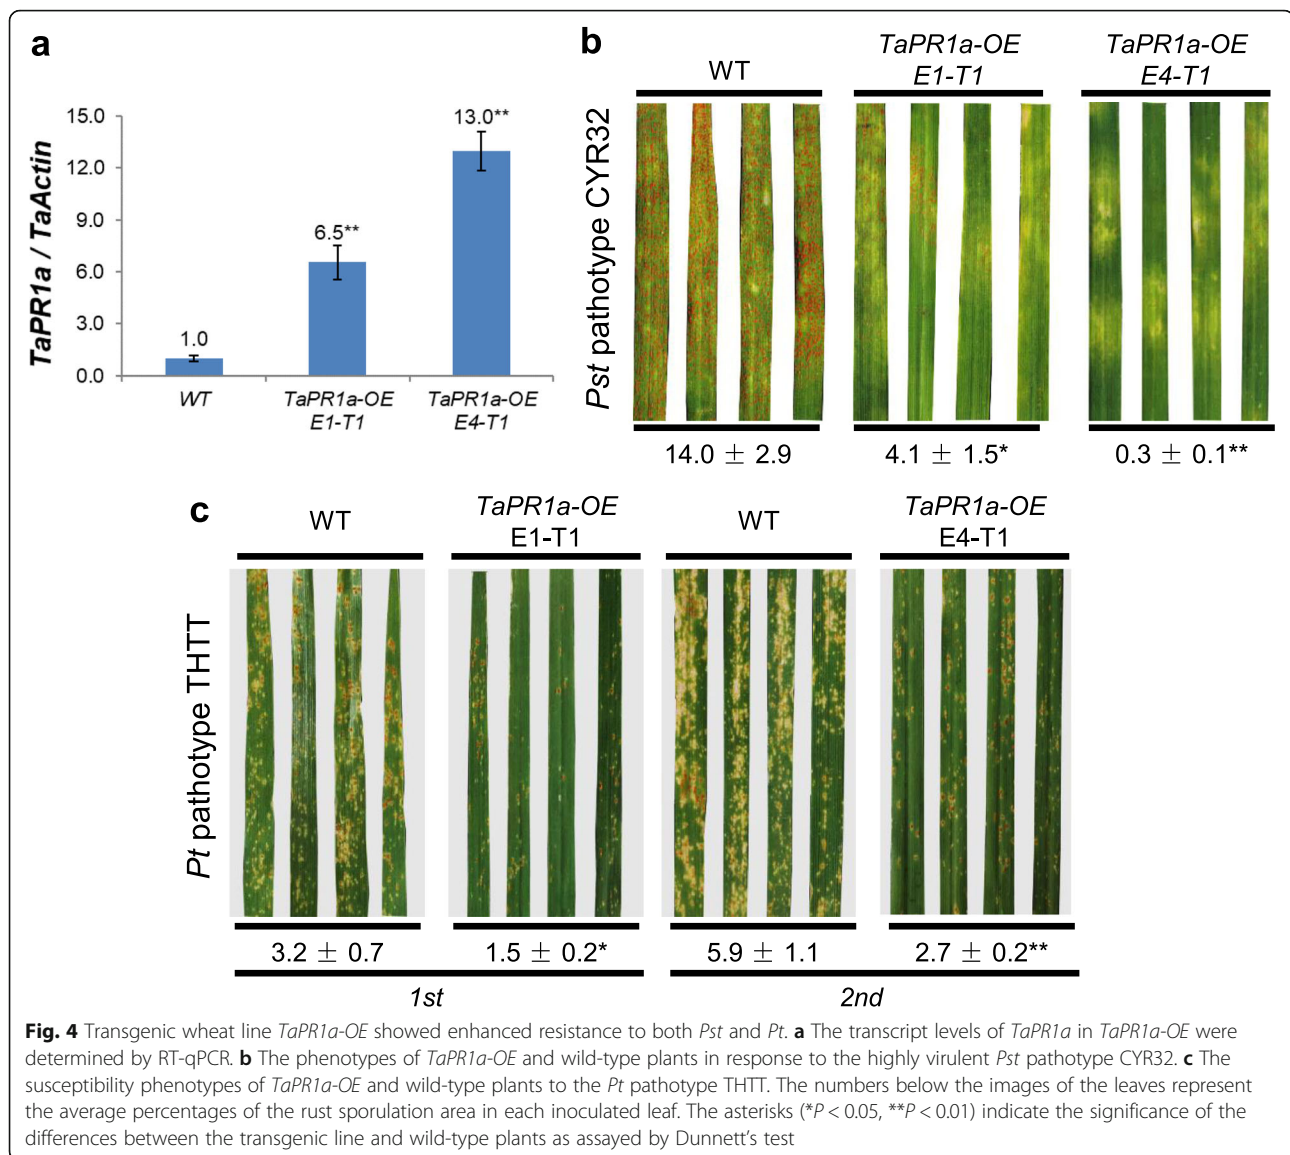 a
TaPR1a / TaActin
15.0
12.0
9.0
6.0
3.0
0.0
1.0
6.5**
13.0**
WT
TaPR1a-OE
E1-T1
TaPR1a-OE
E4-T1
b
Pst pathotype CYR32
WT
TaPR1a-OE
E1-T1
TaPR1a-OE
E4-T1
14.0 ± 2.9
4.1 ± 1.5*
0.3 ± 0.1**
c
Pt pathotype THTT
WT
TaPR1a-OE
E1-T1
WT
TaPR1a-OE
E4-T1
3.2 ± 0.7
1.5 ± 0.2*
5.9 ± 1.1
2.7 ± 0.2**
1st
2nd
Fig. 4 Transgenic wheat line TaPR1a-OE showed enhanced resistance to both Pst and Pt. a The transcript levels of TaPR1a in TaPR1a-OE were
determined by RT-qPCR. b The phenotypes of TaPR1a-OE and wild-type plants in response to the highly virulent Pst pathotype CYR32. c The
susceptibility phenotypes of TaPR1a-OE and wild-type plants to the Pt pathotype THTT. The numbers below the images of the leaves represent
the average percentages of the rust sporulation area in each inoculated leaf. The asterisks (*P < 0.05, **P < 0.01) indicate the significance of the
differences between the transgenic line and wild-type plants as assayed by Dunnett's test